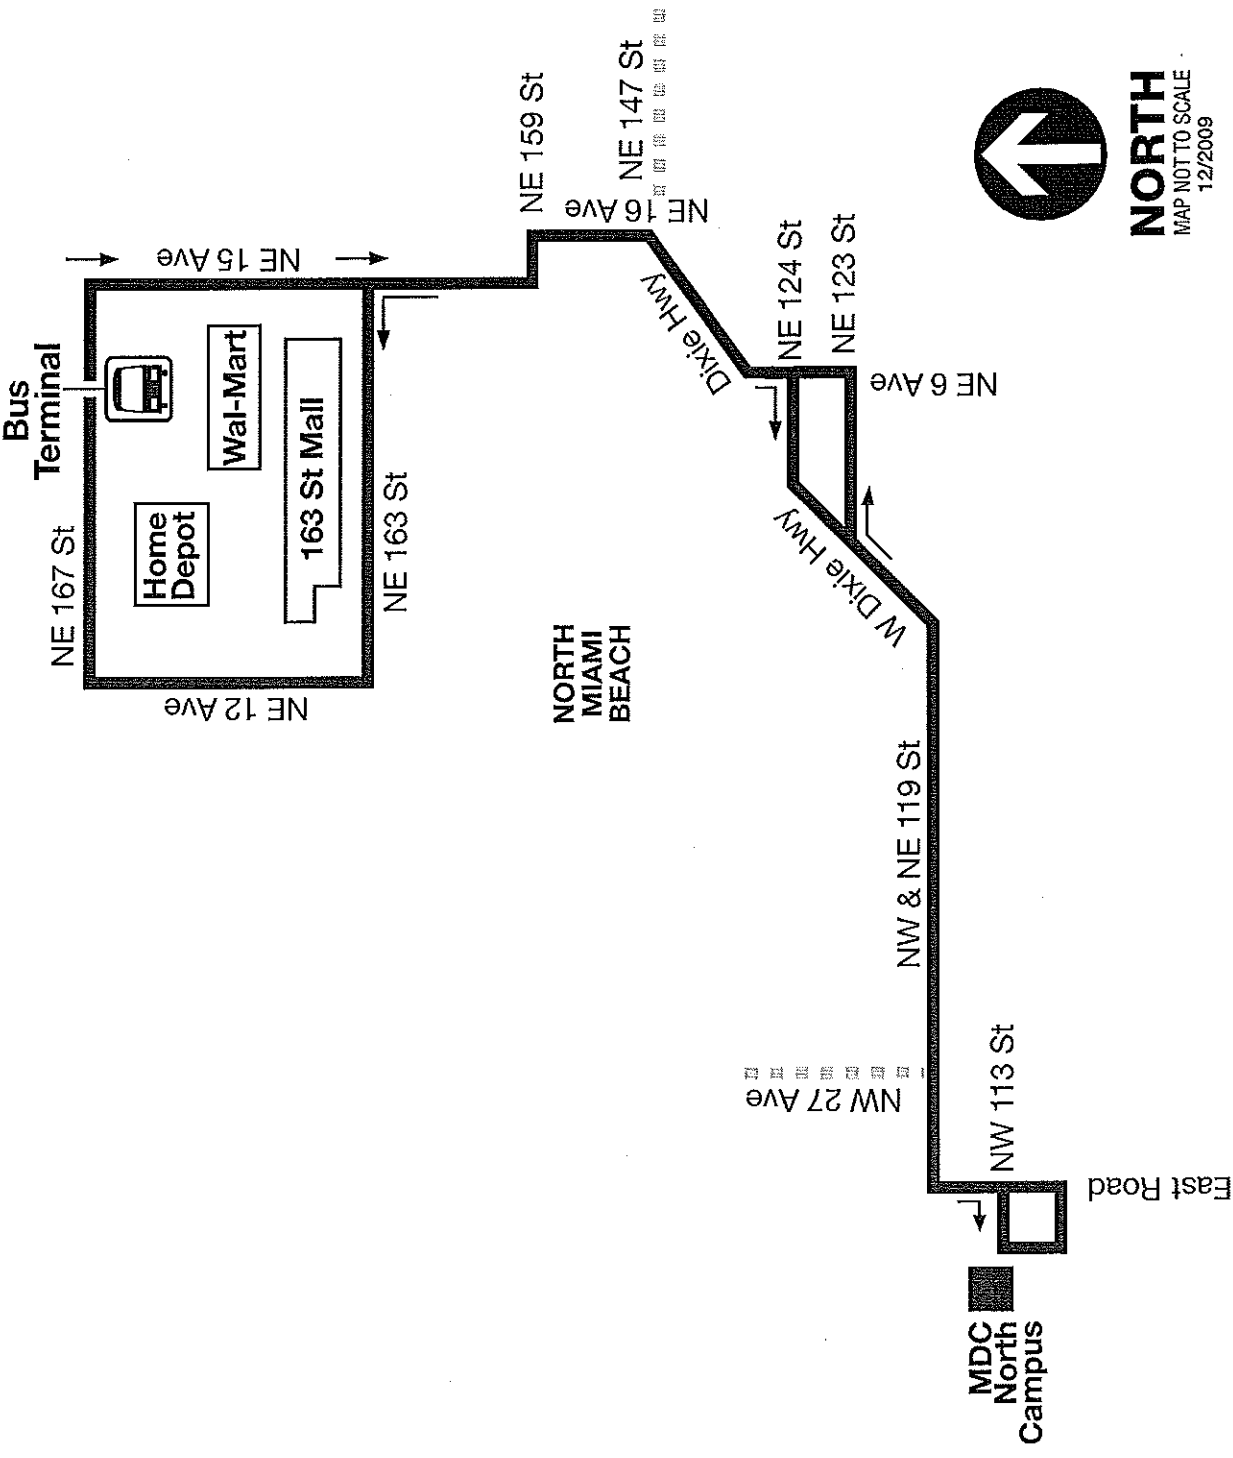 Bus
Terminal
NE 167 St
NE 15 Ave
Home
Depot
Wal-Mart
163 St Mall
NE 12 Ave
NE 163 St
NE 159 St
NE 16 Ave
NE 147 St
NORTH
MIAMI
BEACH
Dixie Hwy
NE 124 St
NE 123 St
NE 6 Ave
W Dixie Hwy
NW & NE 119 St
NW 27 Ave
NW 113 St
East Road
MDC
North
Campus
NORTH
MAP NOT TO SCALE
12/2009